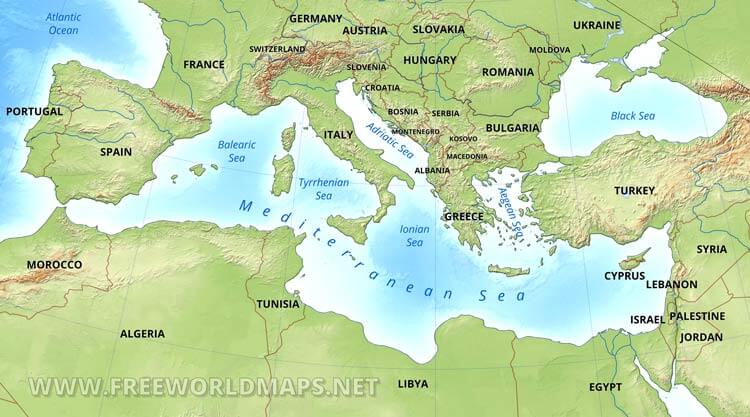 Atlantic
Ocean
GERMANY
AUSTRIA
SLOVAKIA
UKRAINE
SWITZERLAND
MOLDOVA
FRANCE
SLOVENIA
HUNGARY
ROMANIA
CROATIA
PORTUGAL
BOSNIA
SERBIA
Black Sea
ITALY
Adriatic Sea
MONTENEGRO
KOSOVO
BULGARIA
SPAIN
Balearic
Sea
MACEDONIA
ALBANIA
Tyrrhenian
Sea
TURKEY
Aegean Sea
GREECE
Mediterranean Sea
Ionian
Sea
SYRIA
MOROCCO
CYPRUS
LEBANON
TUNISIA
ISRAEL
PALESTINE
ALGERIA
JORDAN
WWW.FREEWORLDMAPS.NET
LIBYA
EGYPT